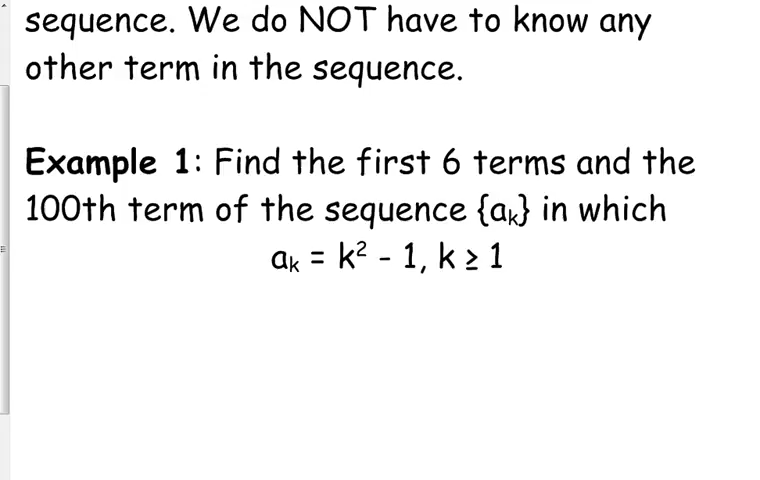 sequence. We do NOT have to know any
other term in the sequence.
Example 1: Find the first 6 terms and the
100th term of the sequence {aₖ} in which
aₖ = k² - 1, k ≥ 1